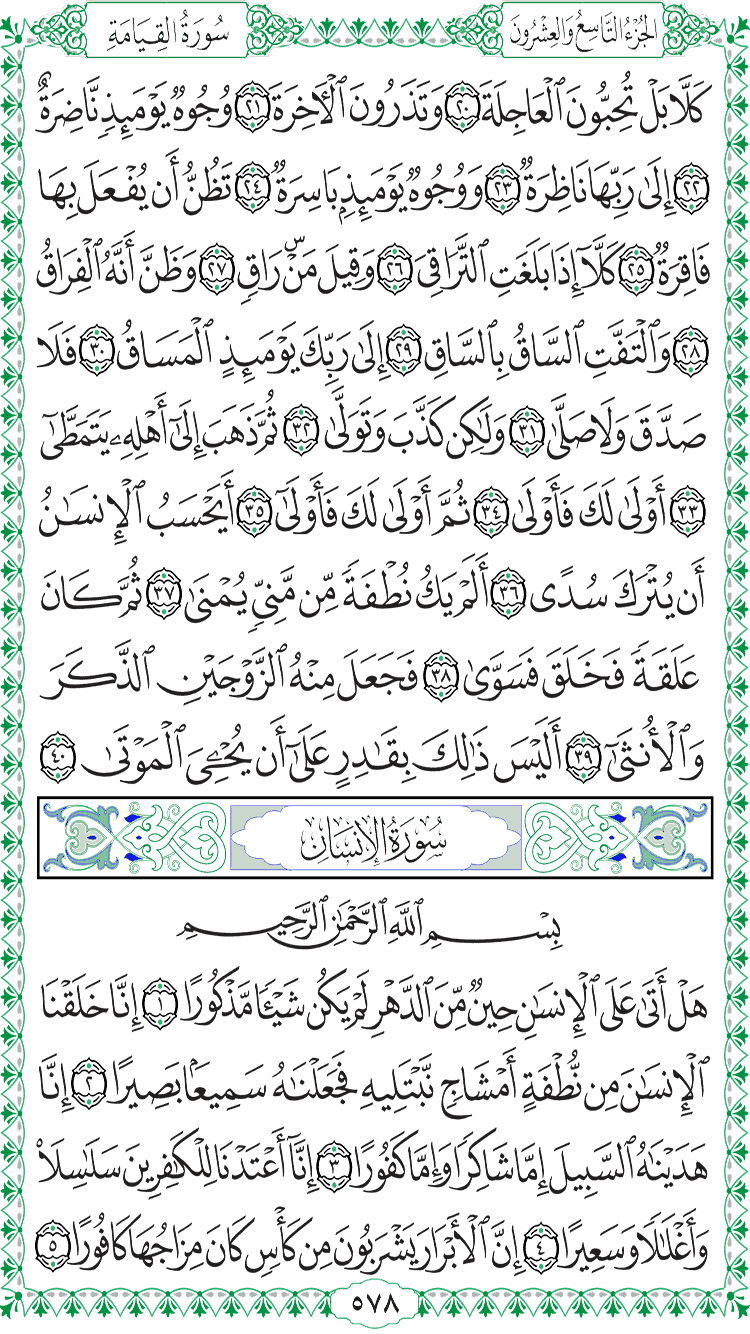 الجُزْءُ التَّاسِعُ وَالعِشْرُونَ
سُورَةُ القِيَامَةِ
كَلَّا بَلْ تُحِبُّونَ ٱلْعَاجِلَةَ ٢٠ وَتَذَرُونَ ٱلْـَٔاخِرَةَ ٢١ وُجُوهٌ يَوْمَئِذٍ نَّاضِرَةٌ
٢٢ إِلَىٰ رَبِّهَا نَاظِرَةٌ ٢٣ وَوُجُوهٌ يَوْمَئِذٍۭ بَاسِرَةٌ ٢٤ تَظُنُّ أَن يُفْعَلَ بِهَا
فَاقِرَةٌ ٢٥ كَلَّآ إِذَا بَلَغَتِ ٱلتَّرَاقِىَ ٢٦ وَقِيلَ مَنْۜ رَاقٍ ٢٧ وَظَنَّ أَنَّهُ ٱلْفِرَاقُ
٢٨ وَٱلْتَفَّتِ ٱلسَّاقُ بِٱلسَّاقِ ٢٩ إِلَىٰ رَبِّكَ يَوْمَئِذٍ ٱلْمَسَاقُ ٣٠ فَلَا
صَدَّقَ وَلَا صَلَّىٰ ٣١ وَلَـٰكِن كَذَّبَ وَتَوَلَّىٰ ٣٢ ثُمَّ ذَهَبَ إِلَىٰٓ أَهْلِهِۦ يَتَمَطَّىٰٓ
٣٣ أَوْلَىٰ لَكَ فَأَوْلَىٰ ٣٤ ثُمَّ أَوْلَىٰ لَكَ فَأَوْلَىٰٓ ٣٥ أَيَحْسَبُ ٱلْإِنسَـٰنُ
أَن يُتْرَكَ سُدًى ٣٦ أَلَمْ يَكُ نُطْفَةً مِّن مَّنِىٍّ يُمْنَىٰ ٣٧ ثُمَّ كَانَ
عَلَقَةً فَخَلَقَ فَسَوَّىٰ ٣٨ فَجَعَلَ مِنْهُ ٱلزَّوْجَيْنِ ٱلذَّكَرَ
وَٱلْأُنثَىٰٓ ٣٩ أَلَيْسَ ذَٰلِكَ بِقَـٰدِرٍ عَلَىٰٓ أَن يُحْـِۧىَ ٱلْمَوْتَىٰ ٤٠
سُورَةُ الإِنسَانِ
بِسْمِ ٱللَّهِ ٱلرَّحْمَـٰنِ ٱلرَّحِيمِ
هَلْ أَتَىٰ عَلَى ٱلْإِنسَـٰنِ حِينٌ مِّنَ ٱلدَّهْرِ لَمْ يَكُن شَيْـًٔا مَّذْكُورًا ١ إِنَّا خَلَقْنَا
ٱلْإِنسَـٰنَ مِن نُّطْفَةٍ أَمْشَاجٍ نَّبْتَلِيهِ فَجَعَلْنَـٰهُ سَمِيعًۢا بَصِيرًا ٢ إِنَّا
هَدَيْنَـٰهُ ٱلسَّبِيلَ إِمَّا شَاكِرًا وَإِمَّا كَفُورًا ٣ إِنَّآ أَعْتَدْنَا لِلْكَـٰفِرِينَ سَلَـٰسِلَا۟
وَأَغْلَـٰلًا وَسَعِيرًا ٤ إِنَّ ٱلْأَبْرَارَ يَشْرَبُونَ مِن كَأْسٍ كَانَ مِزَاجُهَا كَافُورًا ٥
٥٧٨